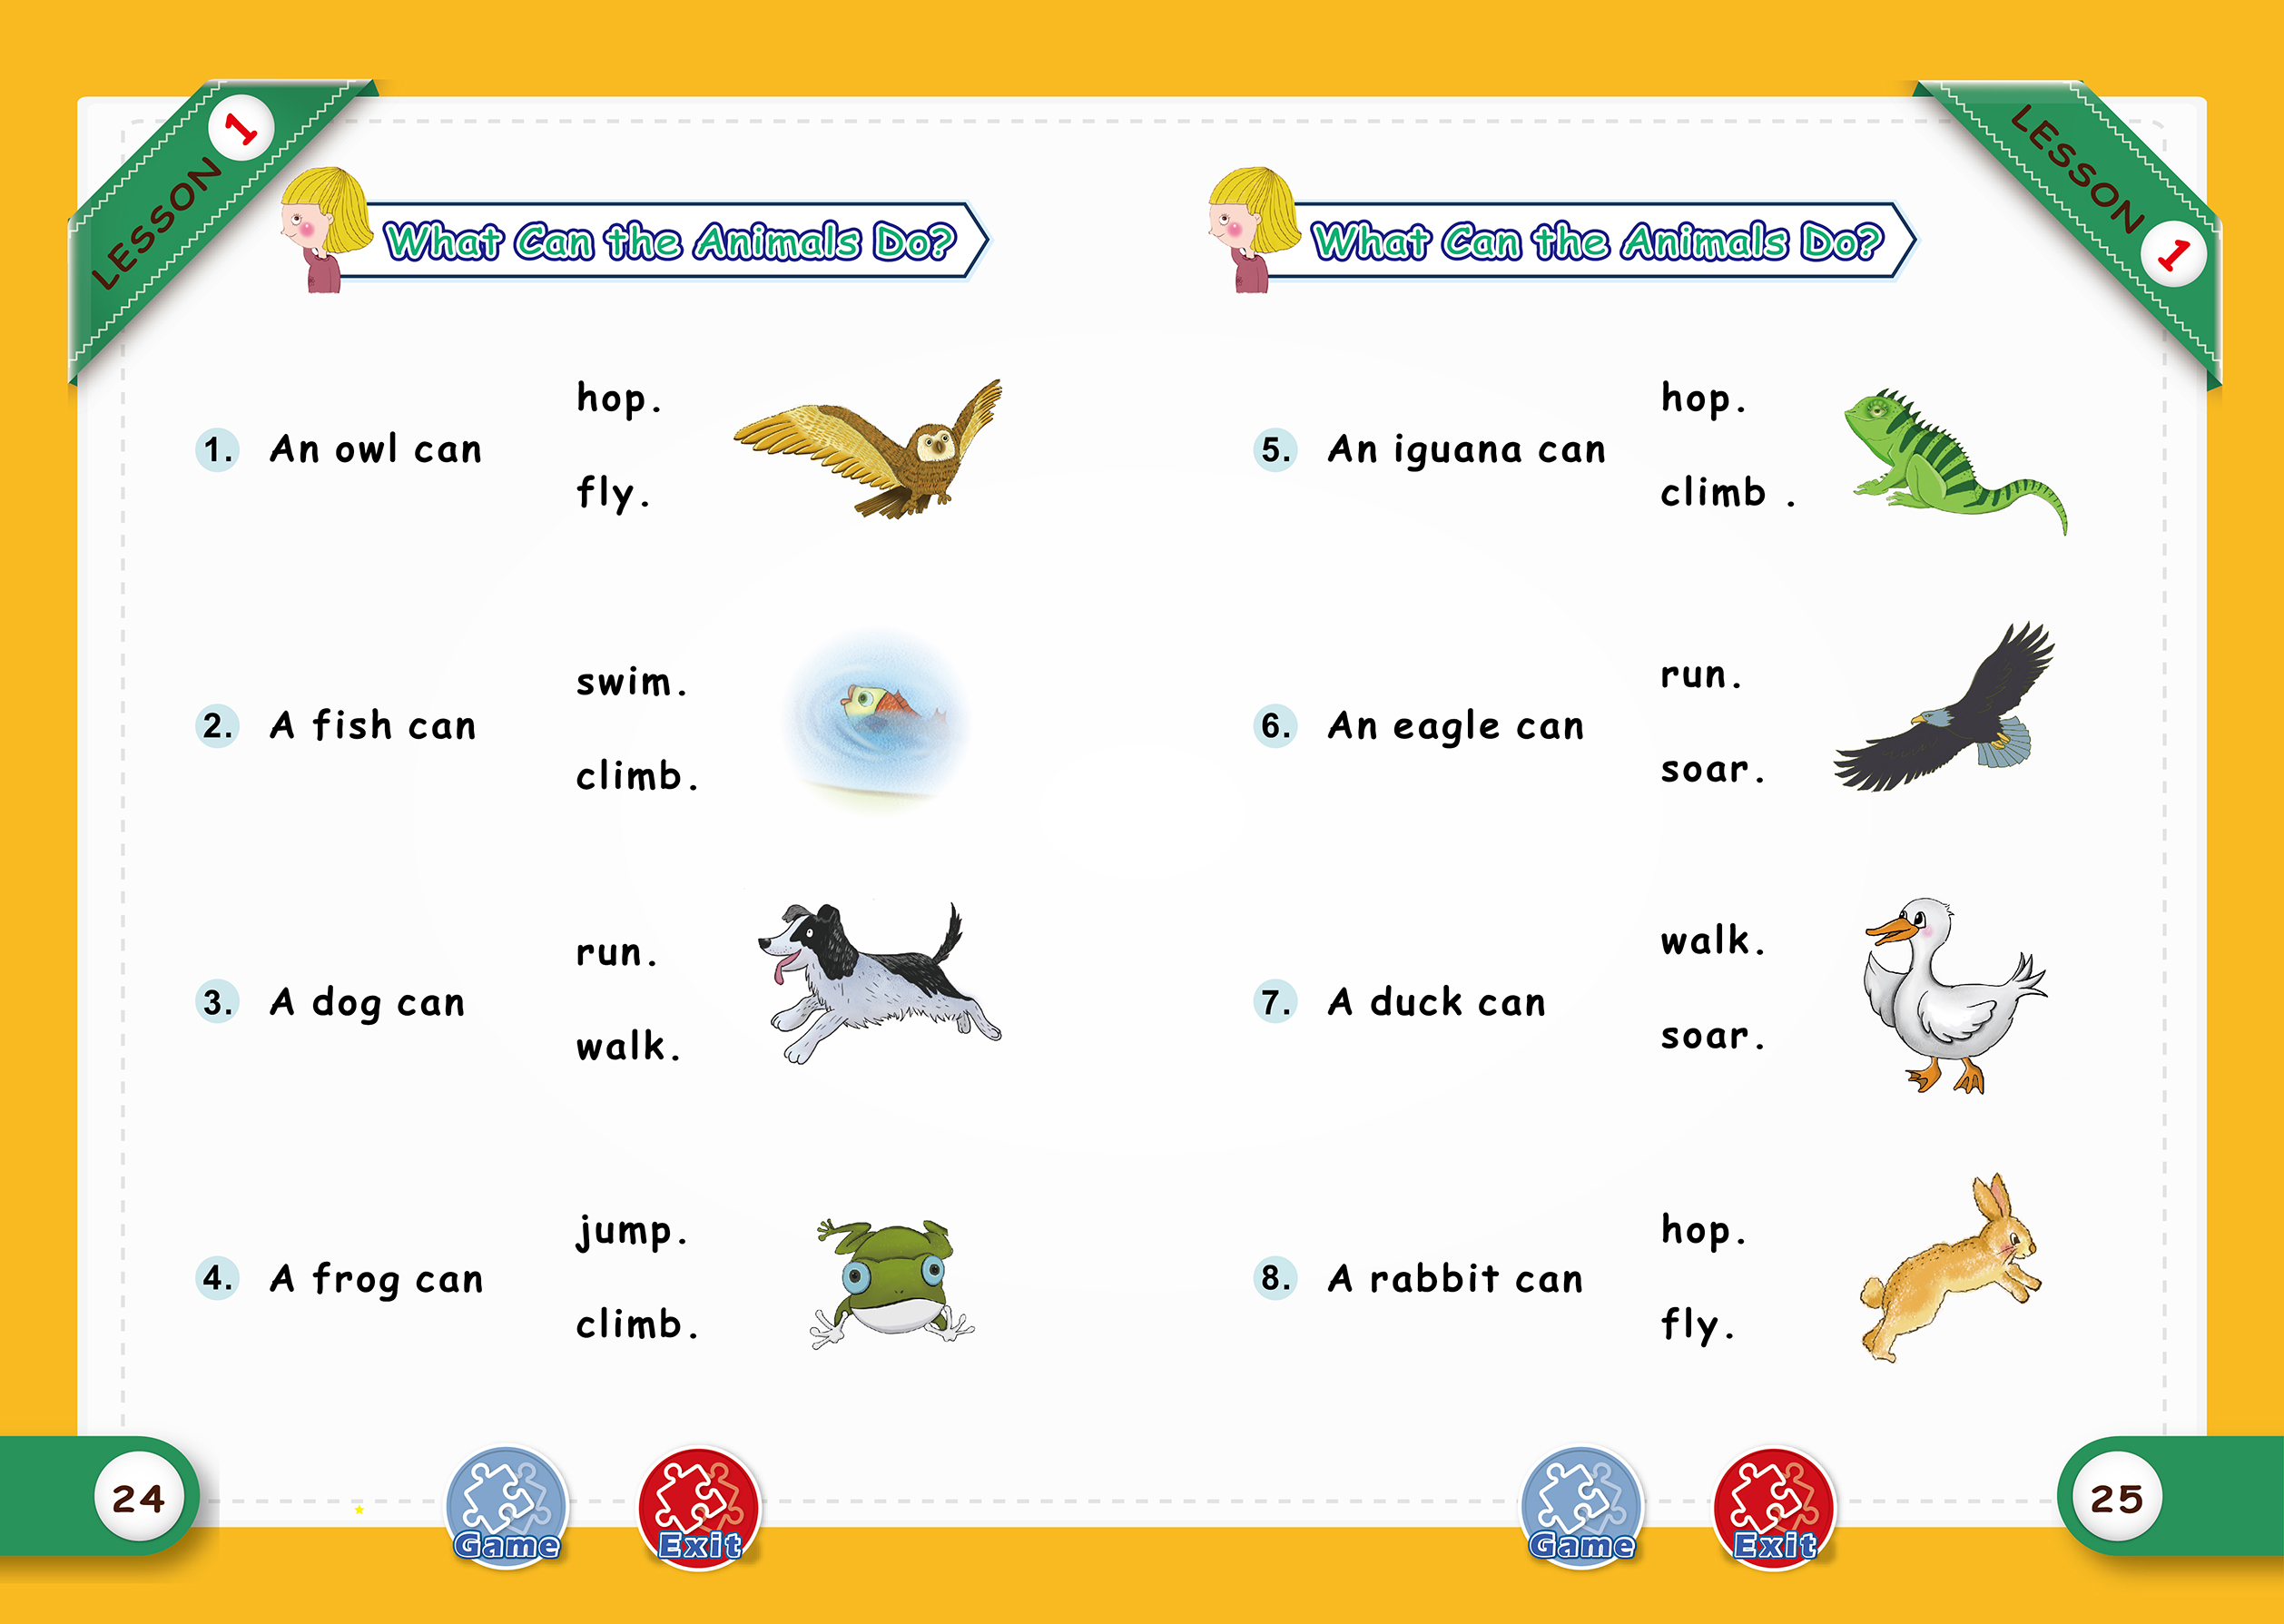 LESSON 1
What Can the Animals Do?
hop.
1. An owl can
fly.
swim.
2. A fish can
climb.
run.
3. A dog can
walk.
jump.
4. A frog can
climb.
24
Game
Exit
LESSON 1
What Can the Animals Do?
hop.
5. An iguana can
climb .
run.
6. An eagle can
soar.
walk.
7. A duck can
soar.
hop.
8. A rabbit can
fly.
Game
Exit
25